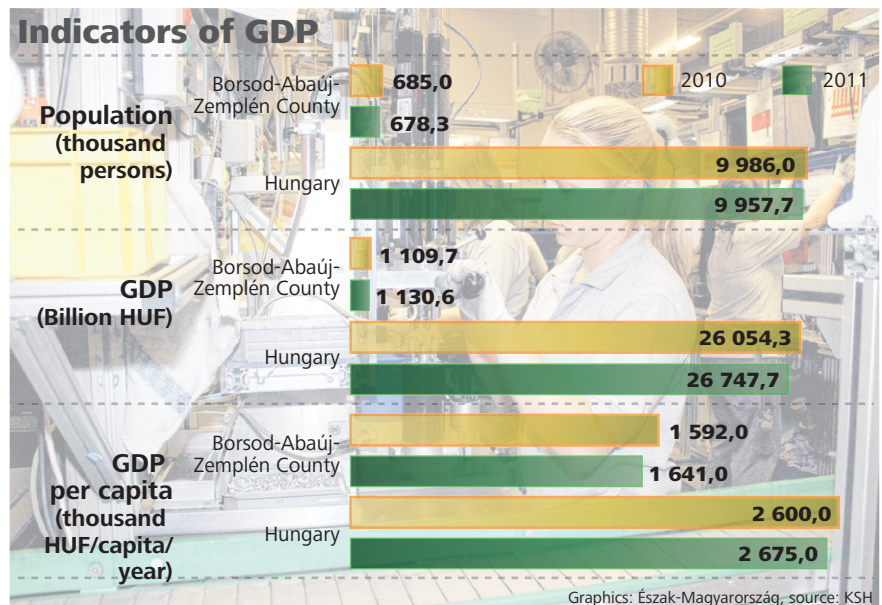 Indicators of GDP
2010
2011
Population
(thousand
persons)
Borsod-Abaúj-
Zemplén County
685,0
678,3
Hungary
9 986,0
9 957,7
GDP
(Billion HUF)
Borsod-Abaúj-
Zemplén County
1 109,7
1 130,6
Hungary
26 054,3
26 747,7
GDP
per capita
(thousand
HUF/capita/
year)
Borsod-Abaúj-
Zemplén County
1 592,0
1 641,0
Hungary
2 600,0
2 675,0
Graphics: Észak-Magyarország, source: KSH